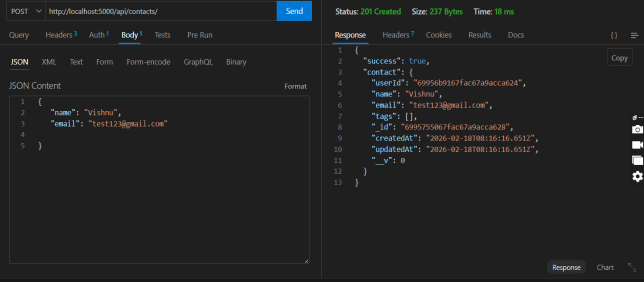 POST http://localhost:5000/api/contacts/ Send
Status: 201 Created Size: 237 Bytes Time: 18 ms
Query Headers 3 Auth 1 Body 1 Tests Pre Run
Response Headers 7 Cookies Results Docs { }
JSON XML Text Form Form-encode GraphQL Binary
JSON Content Format
1 {
2 "name": "Vishnu",
3 "email": "test123@gmail.com"
4
5 }
Copy
1 {
2 "success": true,
3 "contact": {
4 "userId": "69956b9167fac67a9acca624",
5 "name": "Vishnu",
6 "email": "test123@gmail.com",
7 "tags": [],
8 "_id": "6995755067fac67a9acca628",
9 "createdAt": "2026-02-18T08:16:16.651Z",
10 "updatedAt": "2026-02-18T08:16:16.651Z",
11 "__v": 0
12 }
13 }
Response Chart